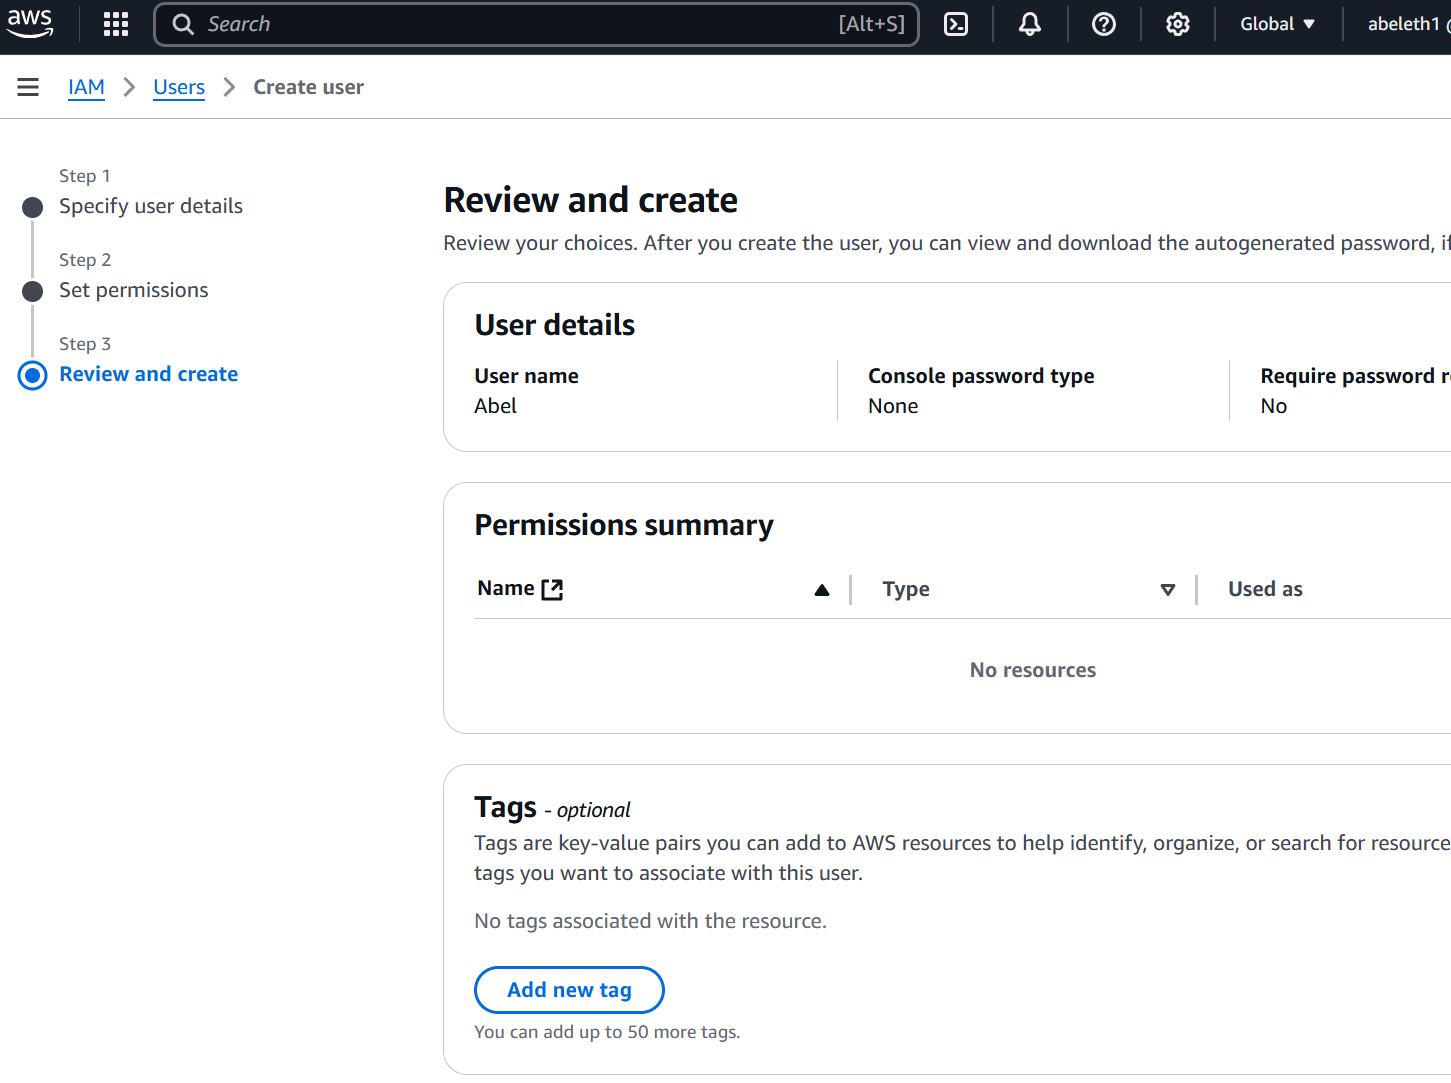 aws
Search [Alt+S]
Global
abeleth1
IAM > Users > Create user
Step 1
Specify user details
Step 2
Set permissions
Step 3
Review and create
Review and create
Review your choices. After you create the user, you can view and download the autogenerated password, if
User details
User name
Abel
Console password type
None
Require password r
No
Permissions summary
Name
Type
Used as
No resources
Tags - optional
Tags are key-value pairs you can add to AWS resources to help identify, organize, or search for resource
tags you want to associate with this user.
No tags associated with the resource.
Add new tag
You can add up to 50 more tags.